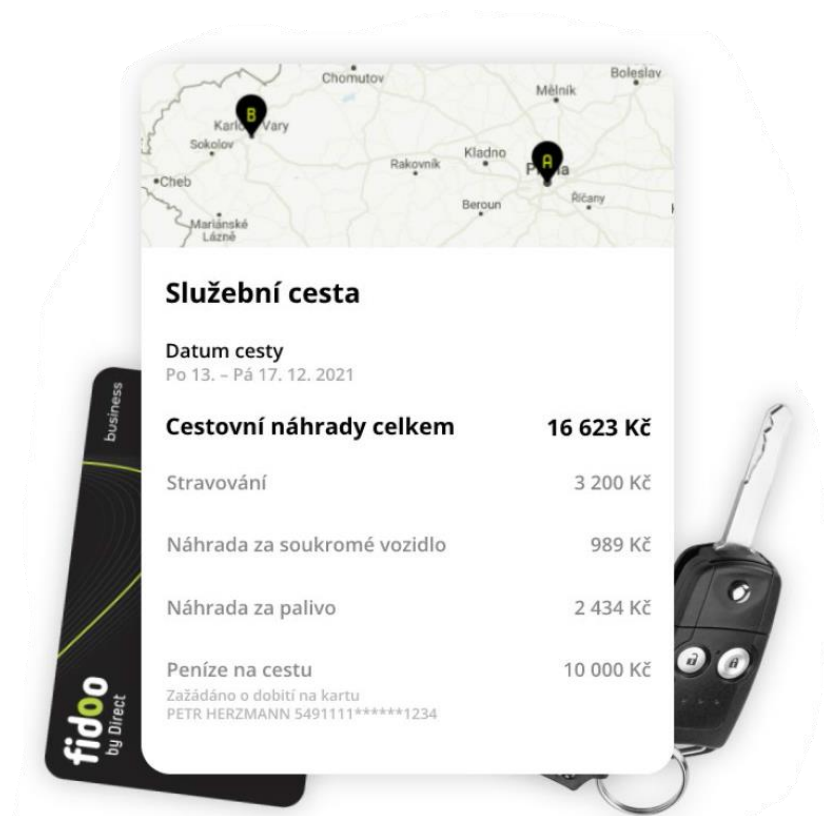 Chomutov
Boleslav
Mělník
Karlovy Vary
Sokolov
Kladno
Rakovník
Praha
Cheb
Beroun
Říčany
Mariánské
Lázně
B
A
Služební cesta
Datum cesty
Po 13. – Pá 17. 12. 2021
Cestovní náhrady celkem 16 623 Kč
Stravování 3 200 Kč
Náhrada za soukromé vozidlo 989 Kč
Náhrada za palivo 2 434 Kč
Peníze na cestu 10 000 Kč
Zažádáno o dobití na kartu
PETR HERZMANN 5491111******1234
business
fidoo
by Direct